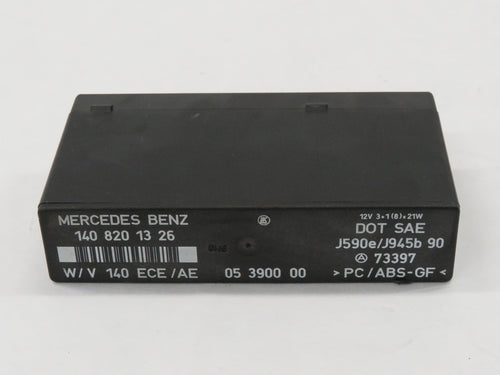 MERCEDES BENZ
140 820 13 26
W/V 140 ECE/AE
05 3900 00
12V 3+1(8)×21W
DOT SAE
J590e/J945b 90
73397
>PC/ABS-GF<